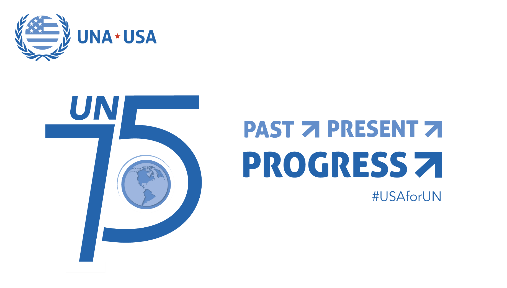 UNA★USA
UN
75
PAST ↗ PRESENT ↗
PROGRESS ↗
#USAforUN